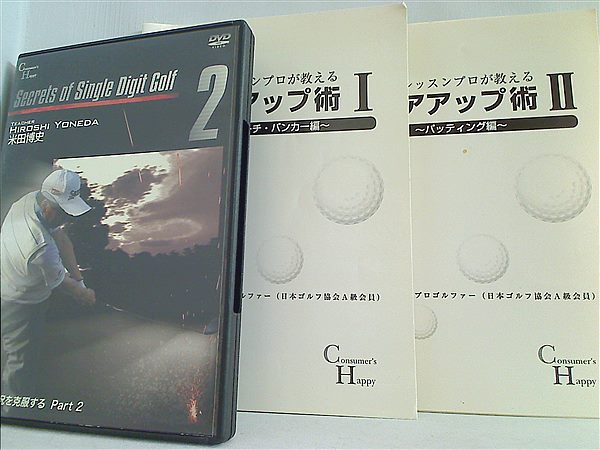 DVD
VIDEO
Consumer's
Happy
Secrets of Single Digit Golf
2
TEACHER
HIROSHI YONEDA
米田博史
況を克服する Part 2
ンプロが教える
アップ術 I
チ・バンカー編～
ルファー（日本ゴルフ協会A級会員）
Consumer's
Happy
レッスンプロが教える
アアップ術 II
～パッティング編～
プロゴルファー（日本ゴルフ協会A級会員）
Consumer's
Happy